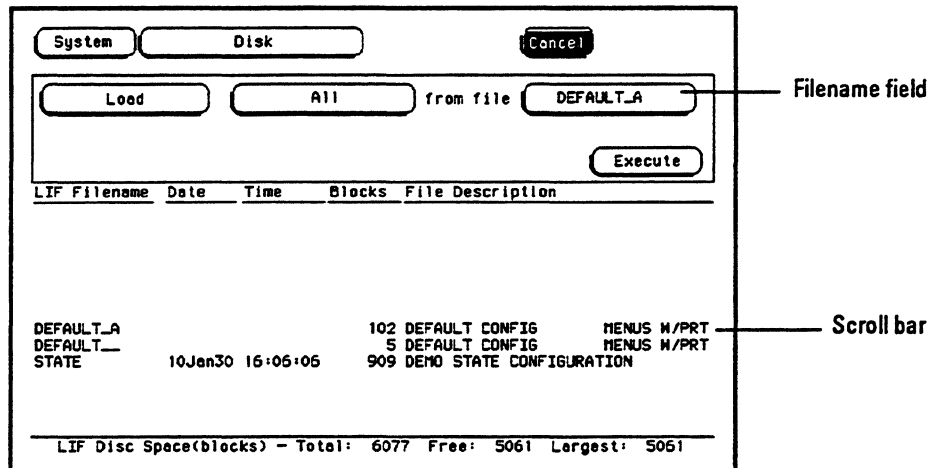 System Disk Cancel
Load All from file DEFAULT_A Filename field
Execute
LIF Filename Date Time Blocks File Description
DEFAULT_A 102 DEFAULT CONFIG MENUS W/PRT Scroll bar
DEFAULT__ 5 DEFAULT CONFIG MENUS W/PRT
STATE 10Jan30 16:06:06 909 DEMO STATE CONFIGURATION
LIF Disc Space(blocks) — Total: 6077 Free: 5061 Largest: 5061